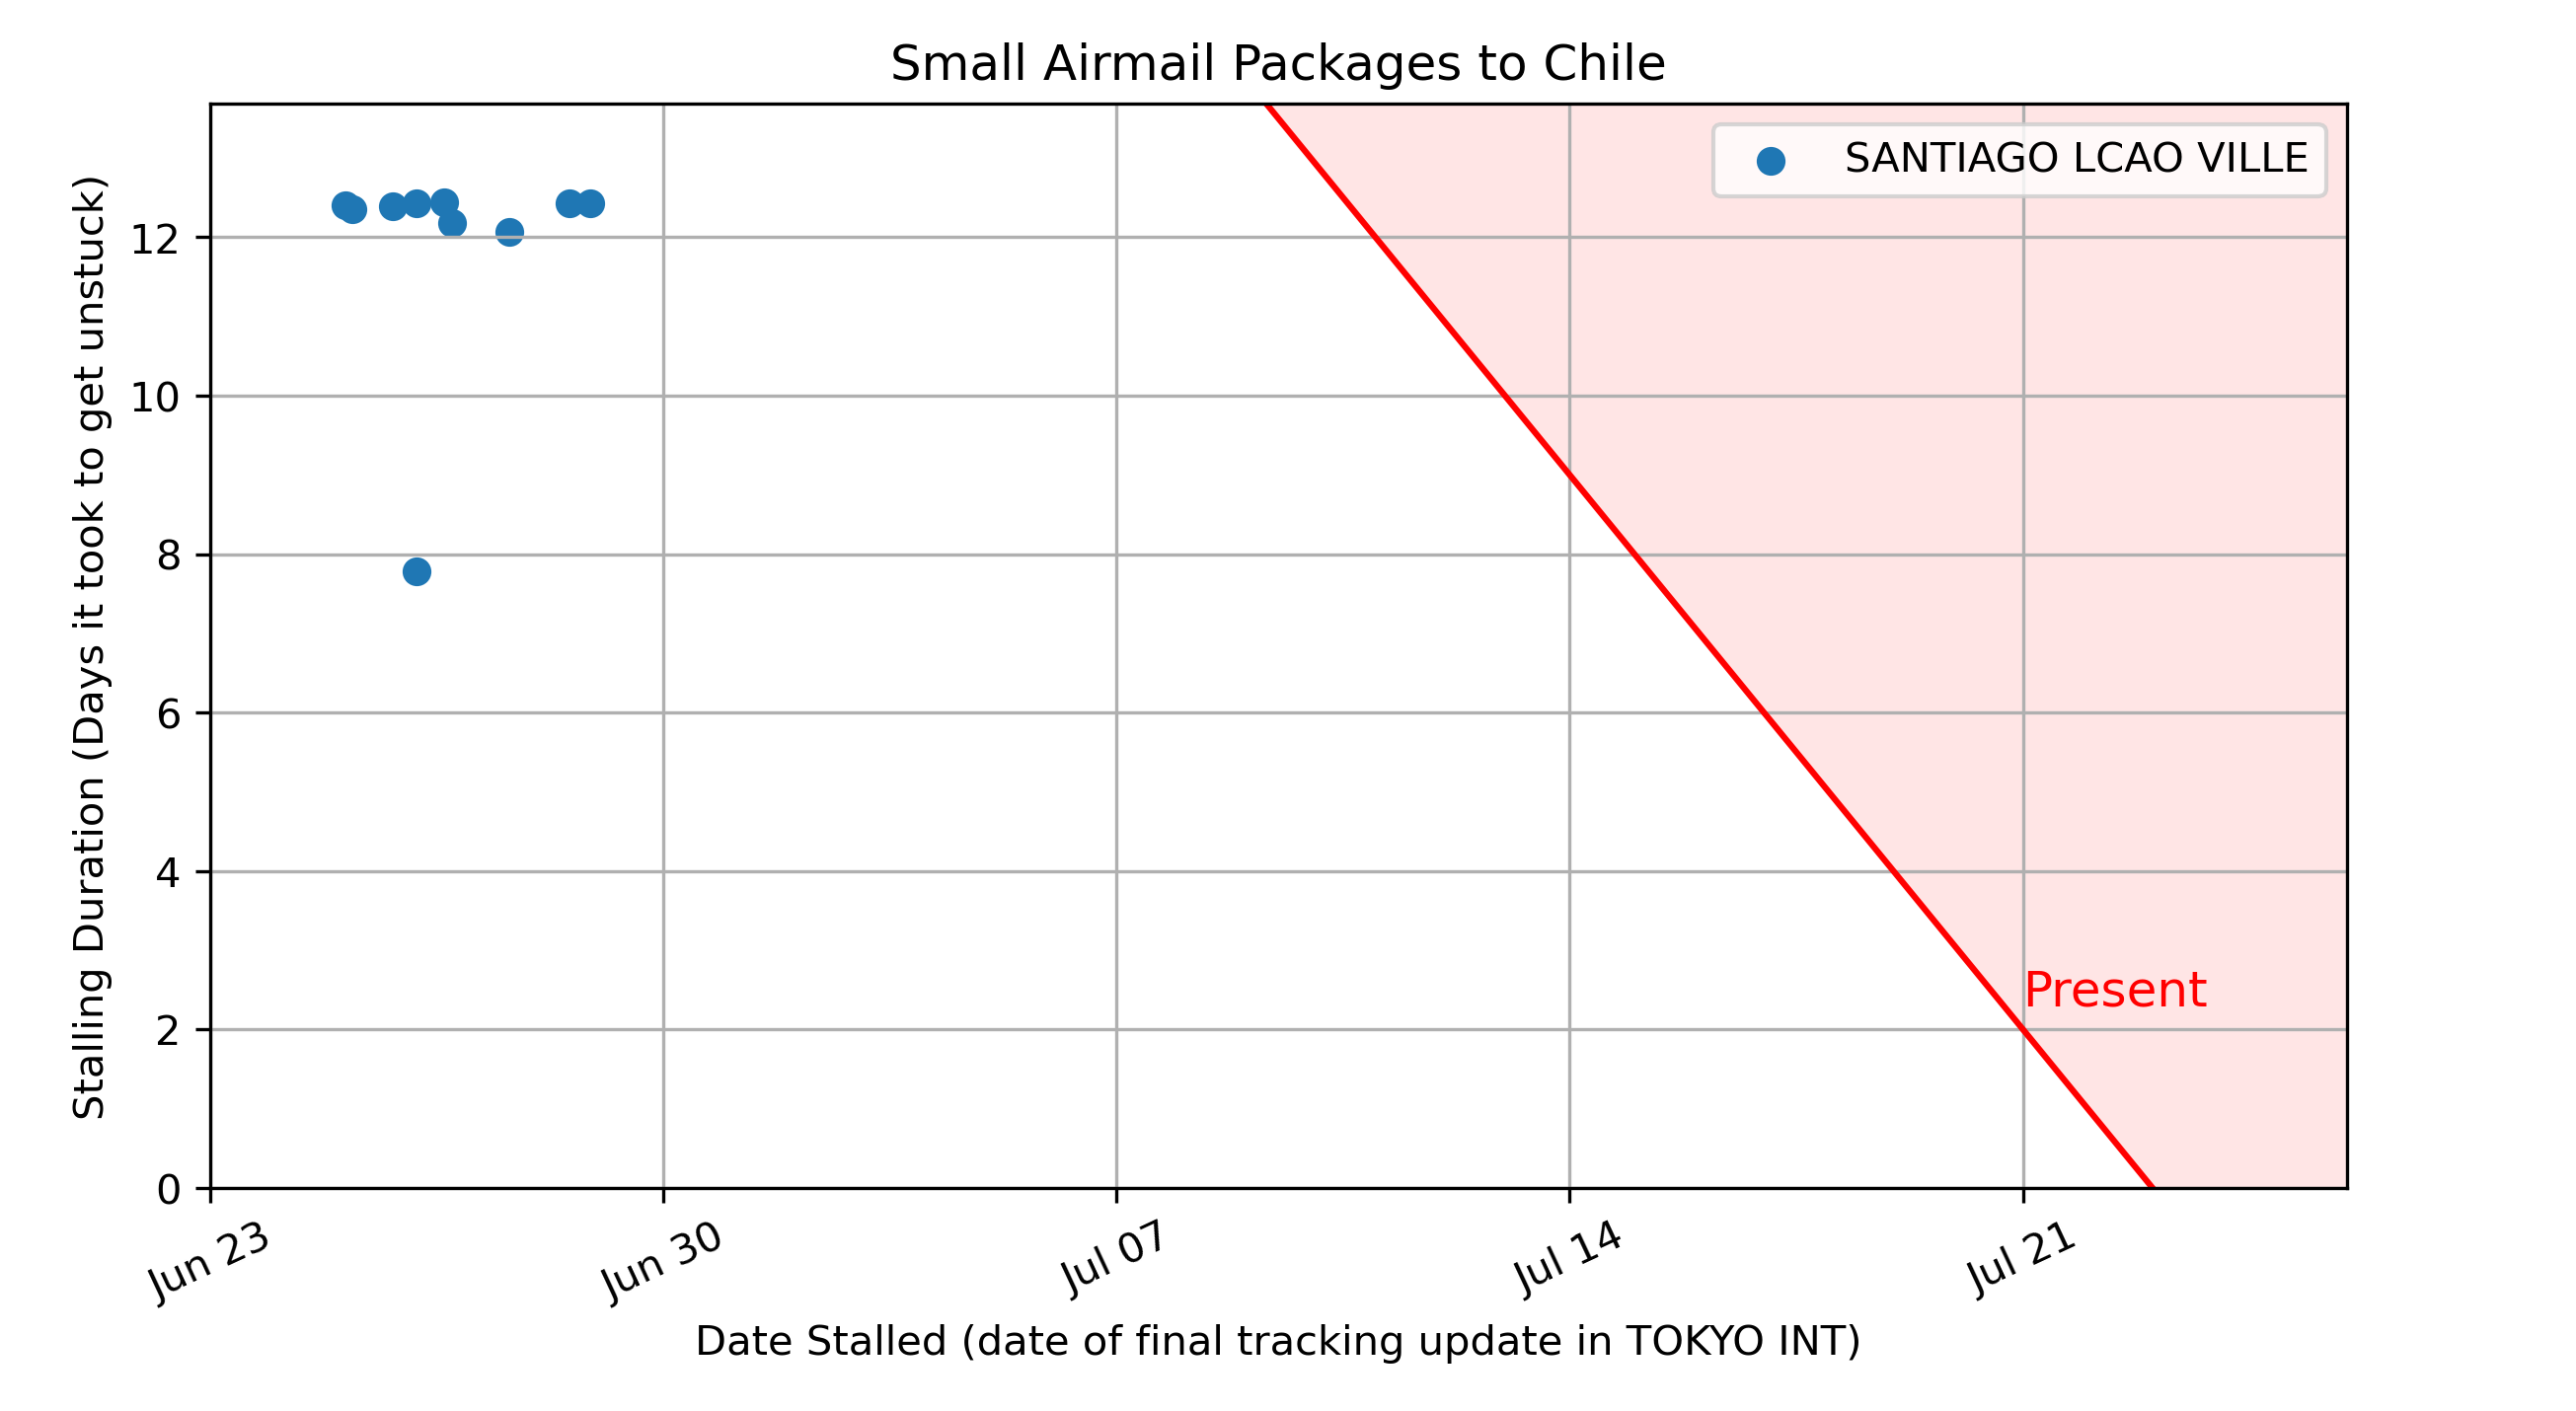 Small Airmail Packages to Chile
SANTIAGO LCAO VILLE
Stalling Duration (Days it took to get unstuck)
12
10
8
6
4
2
0
Present
Jun 23
Jun 30
Jul 07
Jul 14
Jul 21
Date Stalled (date of final tracking update in TOKYO INT)